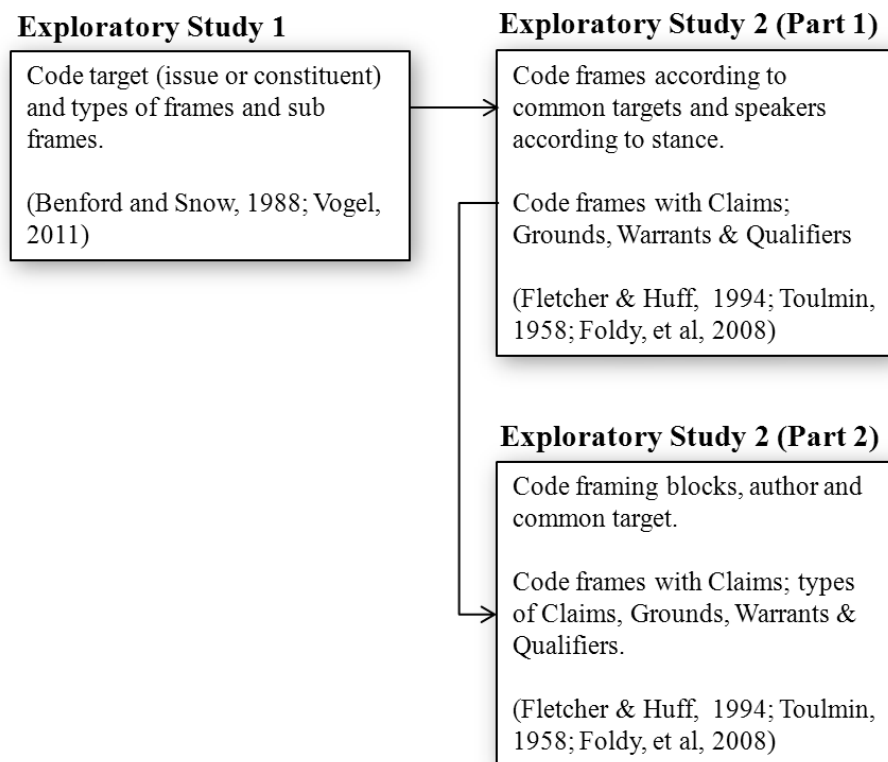 Exploratory Study 1
Code target (issue or constituent)
and types of frames and sub
frames.
(Benford and Snow, 1988; Vogel,
2011)
Exploratory Study 2 (Part 1)
Code frames according to
common targets and speakers
according to stance.
Code frames with Claims;
Grounds, Warrants & Qualifiers
(Fletcher & Huff, 1994; Toulmin,
1958; Foldy, et al, 2008)
Exploratory Study 2 (Part 2)
Code framing blocks, author and
common target.
Code frames with Claims; types
of Claims, Grounds, Warrants &
Qualifiers.
(Fletcher & Huff, 1994; Toulmin,
1958; Foldy, et al, 2008)